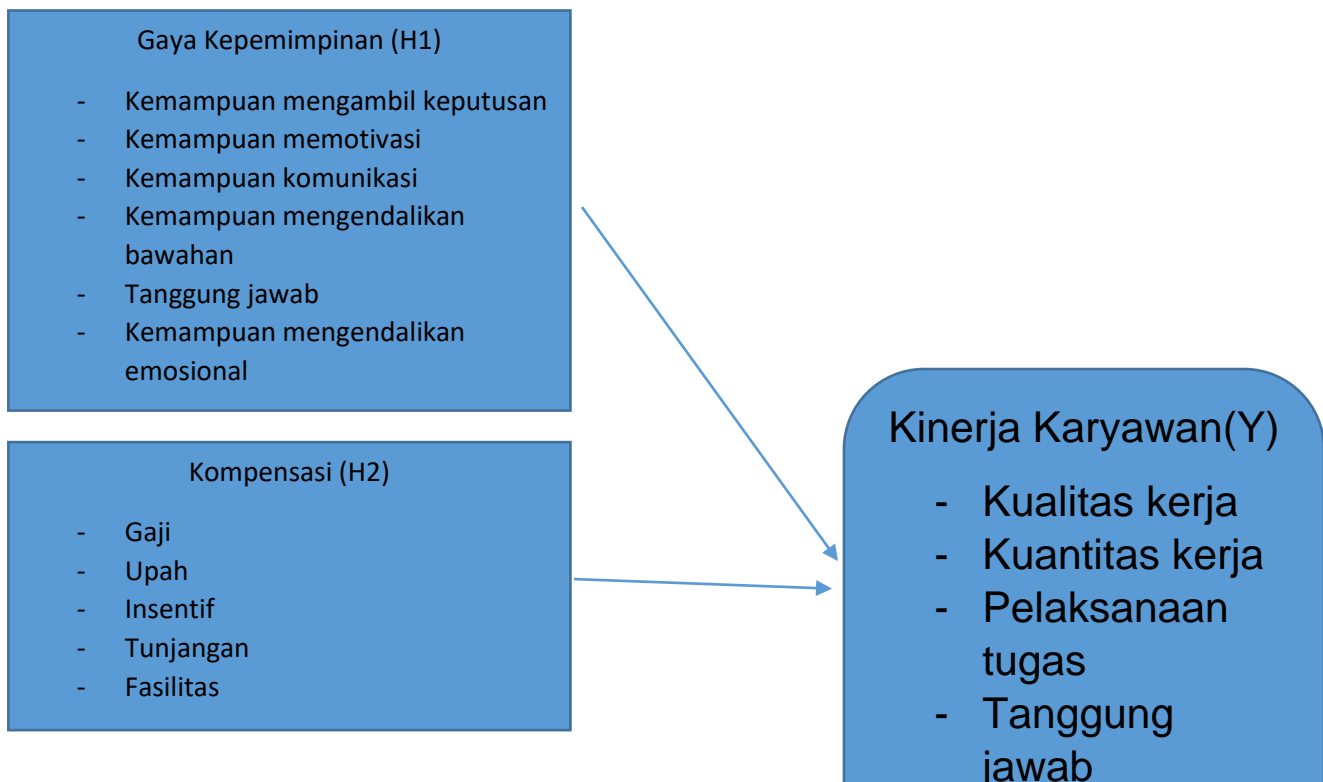 Gaya Kepemimpinan (H1)
- Kemampuan mengambil keputusan
- Kemampuan memotivasi
- Kemampuan komunikasi
- Kemampuan mengendalikan
bawahan
- Tanggung jawab
- Kemampuan mengendalikan
emosional
Kompensasi (H2)
- Gaji
- Upah
- Insentif
- Tunjangan
- Fasilitas
Kinerja Karyawan(Y)
- Kualitas kerja
- Kuantitas kerja
- Pelaksanaan
tugas
- Tanggung
jawab